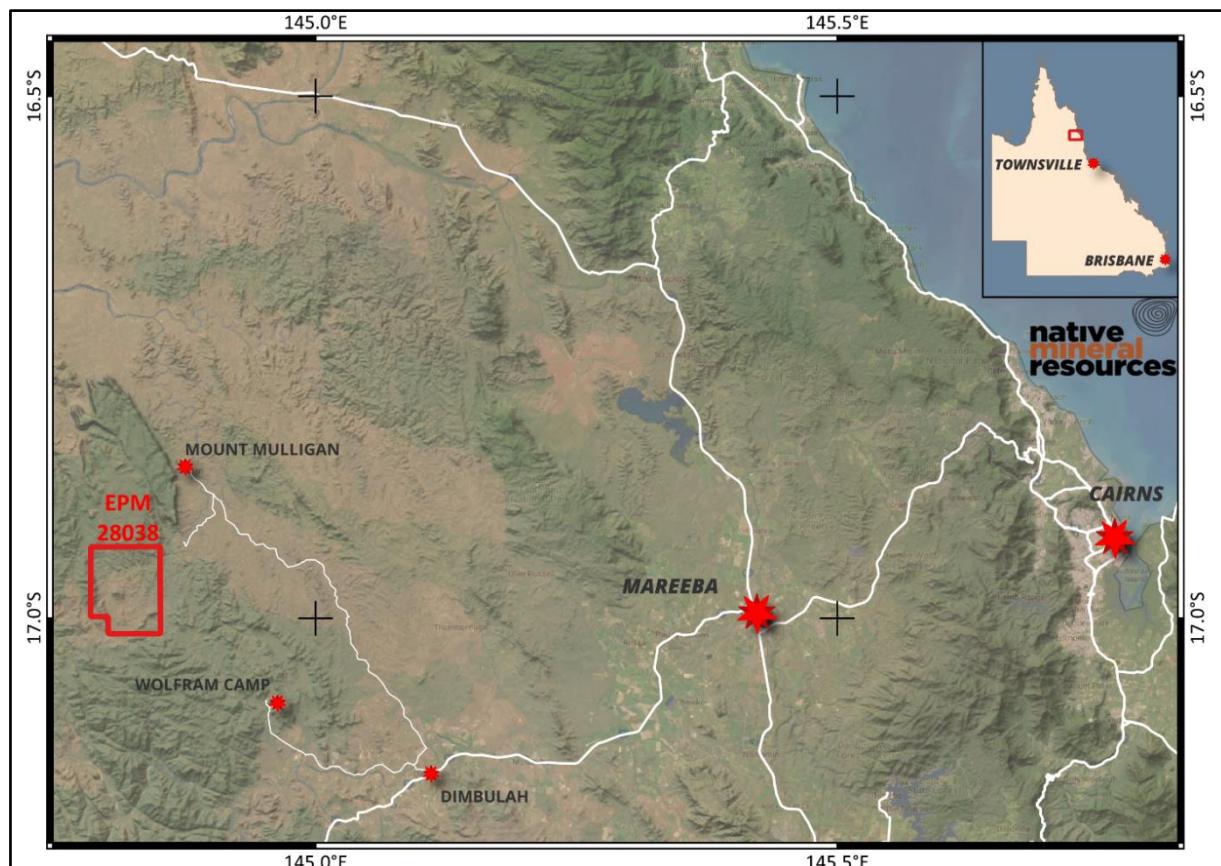 145.0°E
145.5°E
16.5°S
16.5°S
TOWNSVILLE
BRISBANE
native
mineral
resources
MOUNT MULLIGAN
EPM
28038
CAIRNS
MAREEBA
17.0°S
17.0°S
WOLFRAM CAMP
DIMBULAH
145.0°E
145.5°E